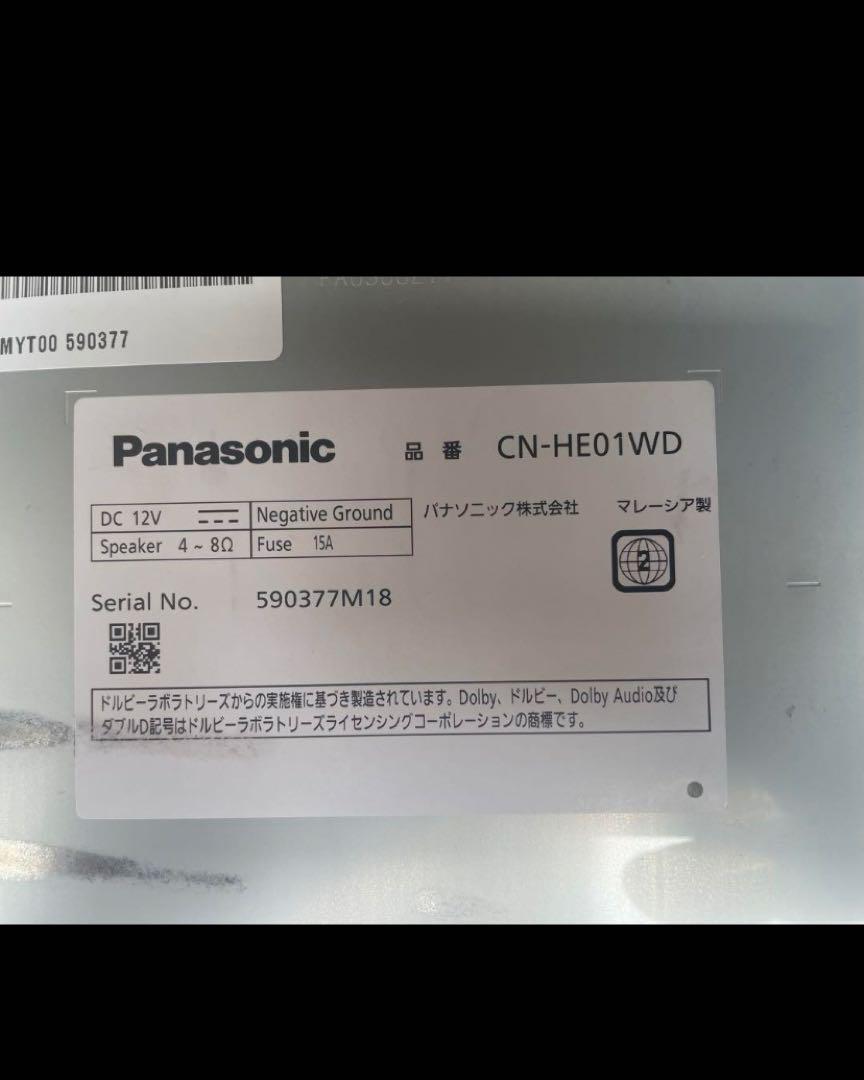 MYT00 590377
Panasonic 品番 CN-HE01WD
DC 12V Negative Ground
パナソニック株式会社 マレーシア製
Speaker 4 ~ 8Ω Fuse 15A
2
Serial No. 590377M18
ドルビーラボラトリーズからの実施権に基づき製造されています。Dolby、ドルビー、Dolby Audio及び
ダブルD記号はドルビーラボラトリーズライセンシングコーポレーションの商標です。